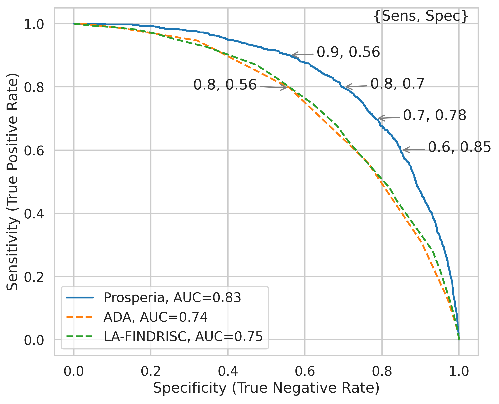 {Sens, Spec}
0.9, 0.56
0.8, 0.56
0.8, 0.7
0.7, 0.78
0.6, 0.85
Sensitivity (True Positive Rate)
1.0
0.8
0.6
0.4
0.2
0.0
Prosperia, AUC=0.83
ADA, AUC=0.74
LA-FINDRISC, AUC=0.75
0.0 0.2 0.4 0.6 0.8 1.0
Specificity (True Negative Rate)